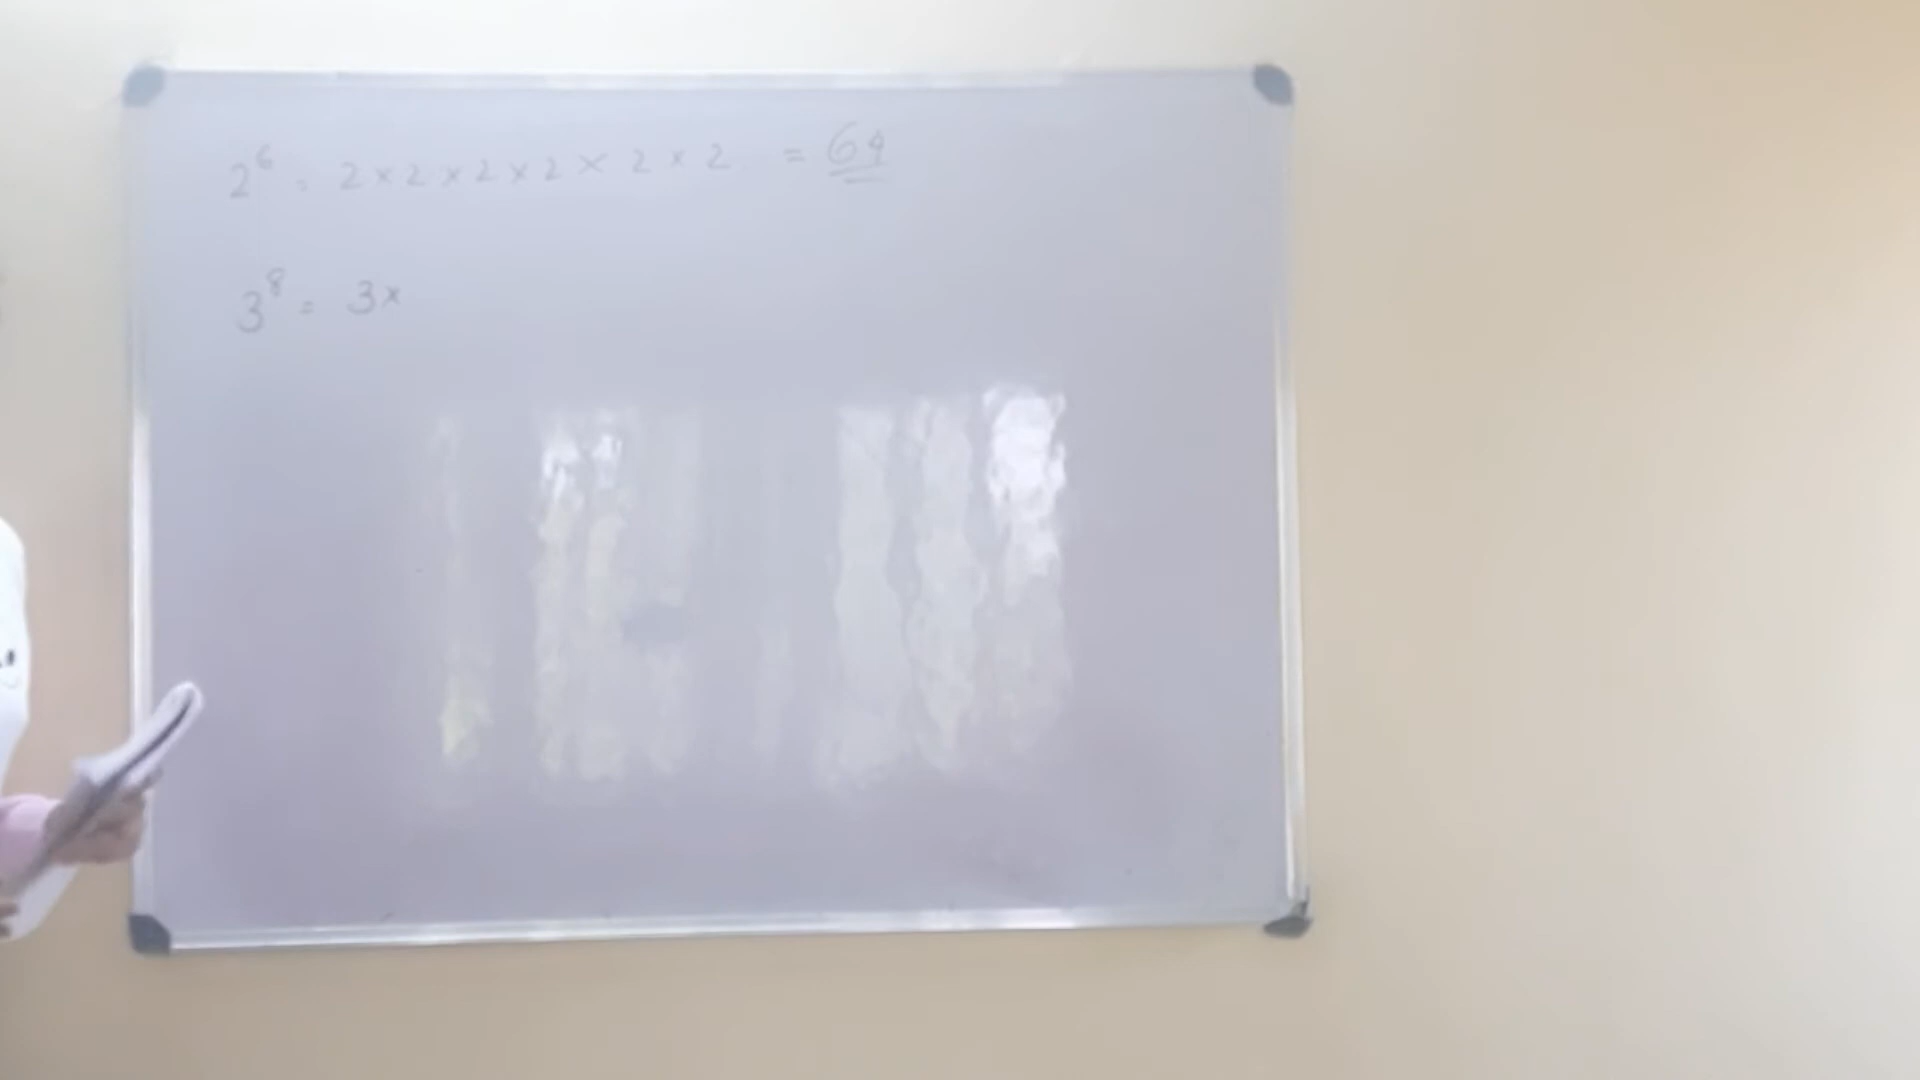 2⁶ = 2 × 2 × 2 × 2 × 2 × 2 = 64
3⁸ = 3 ×